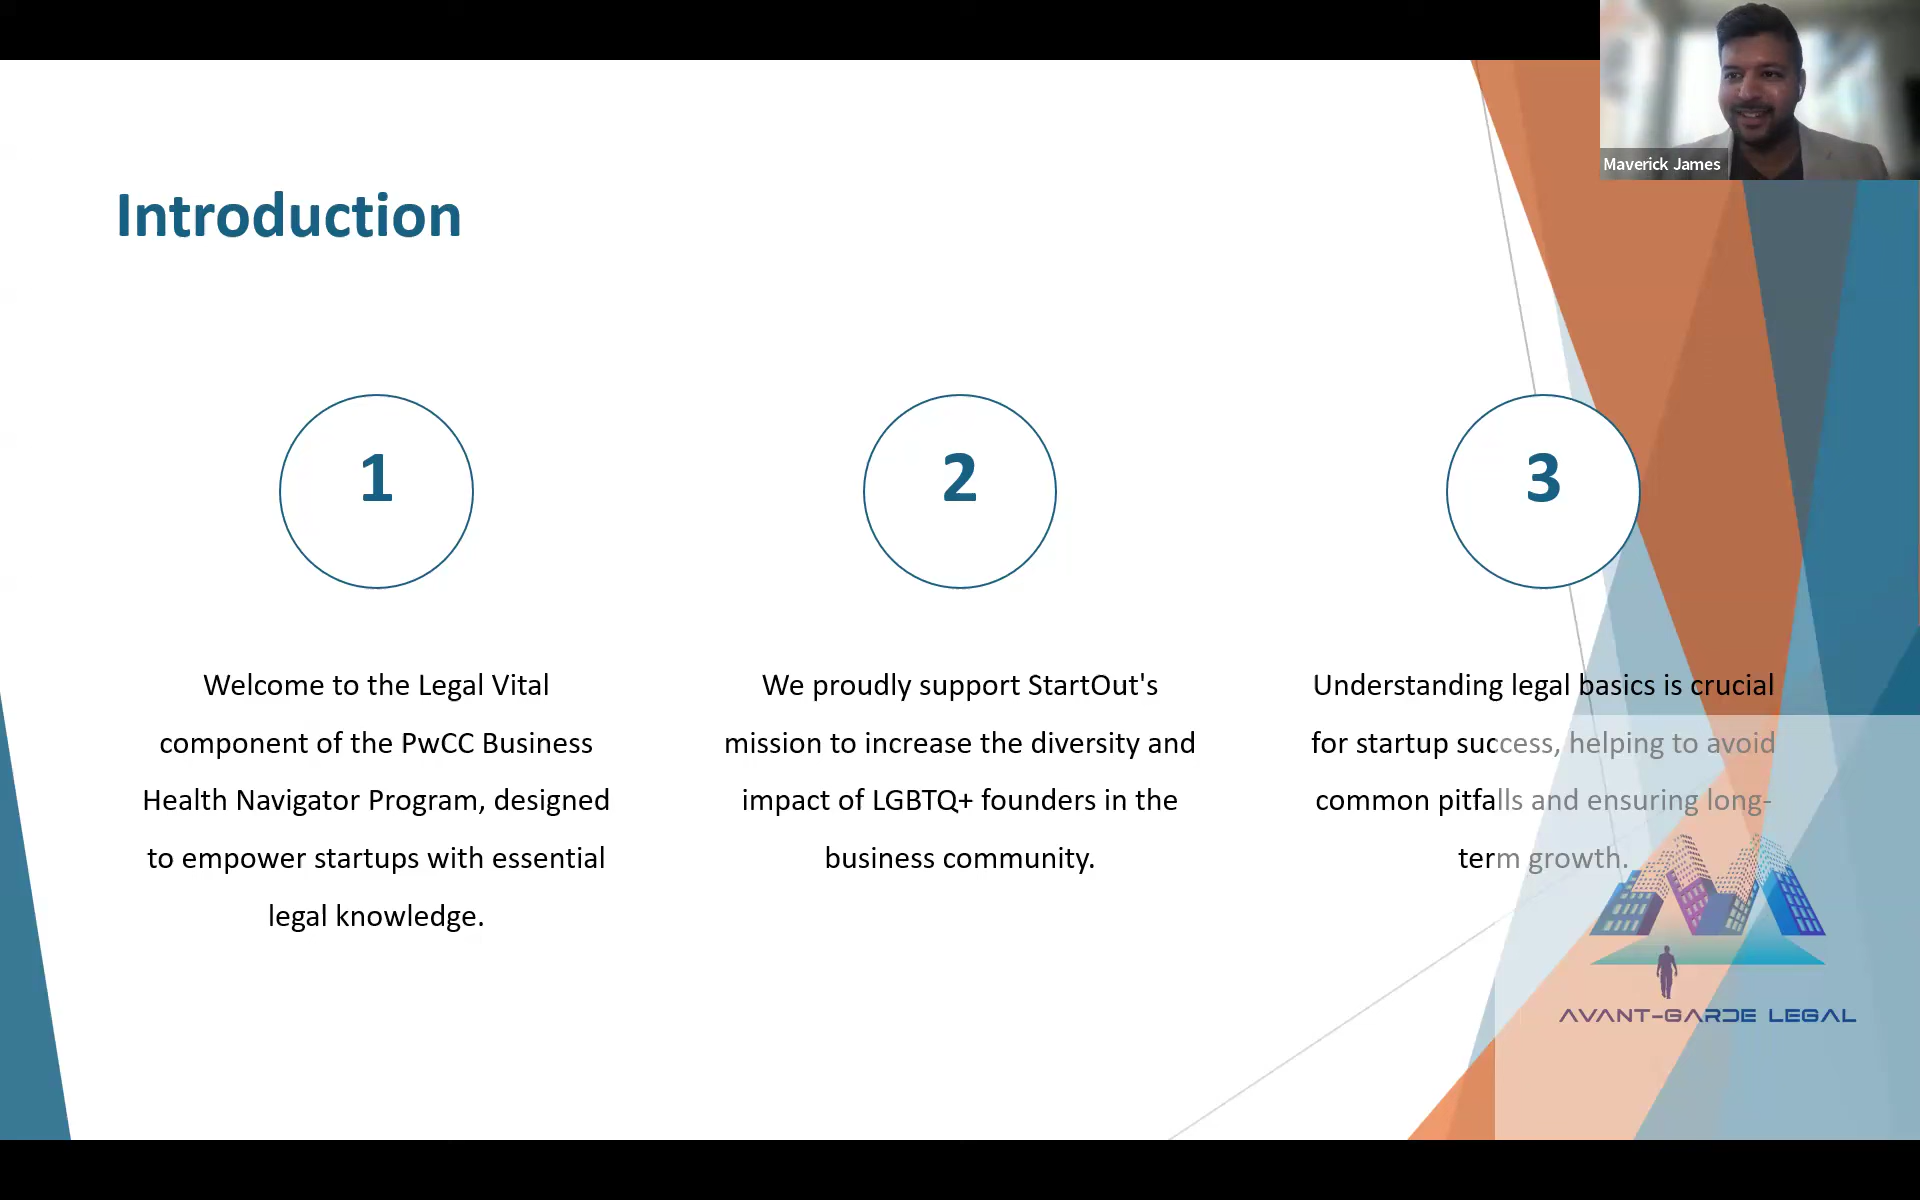 Maverick James
Introduction
1
Welcome to the Legal Vital
component of the PwCC Business
Health Navigator Program, designed
to empower startups with essential
legal knowledge.
2
We proudly support StartOut's
mission to increase the diversity and
impact of LGBTQ+ founders in the
business community.
3
Understanding legal basics is crucial
for startup success, helping to avoid
common pitfalls and ensuring long-
term growth.
AVANT-GARDE LEGAL